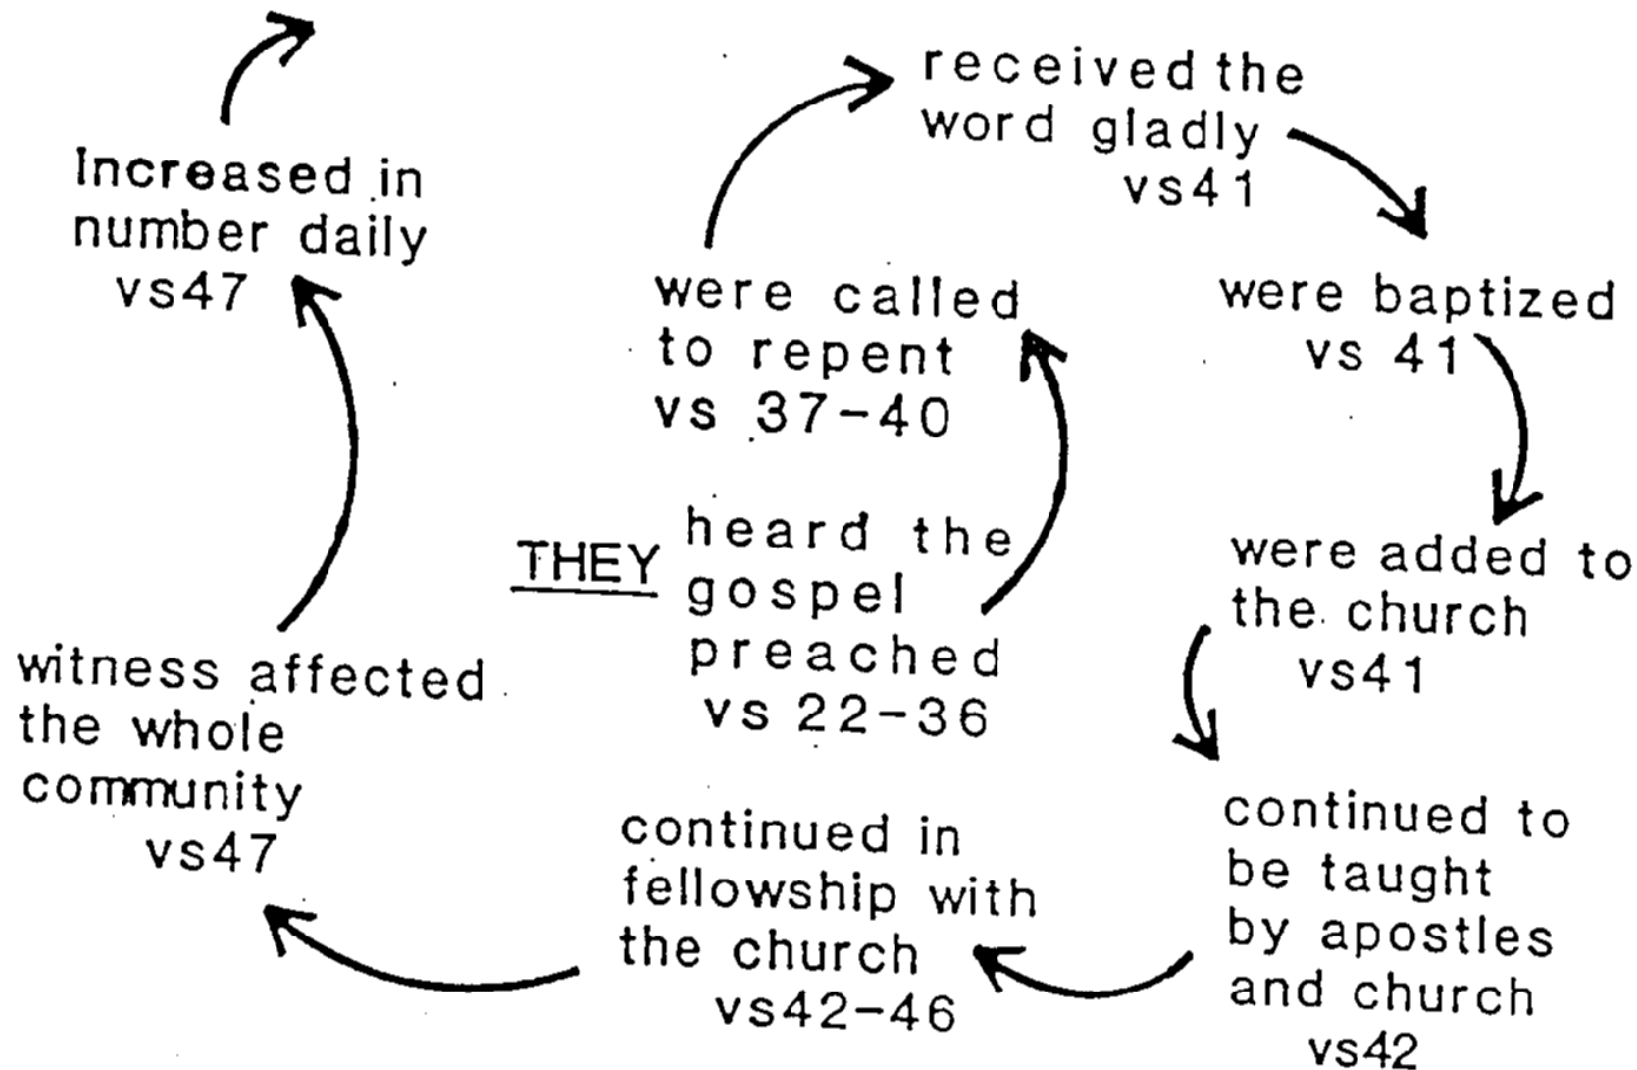 THEY
heard the
gospel
preached
vs 22-36
were called
to repent
vs 37-40
received the
word gladly
vs41
were baptized
vs 41
were added to
the church
vs41
continued to
be taught
by apostles
and church
vs42
continued in
fellowship with
the church
vs42-46
witness affected
the whole
community
vs47
Increased in
number daily
vs47